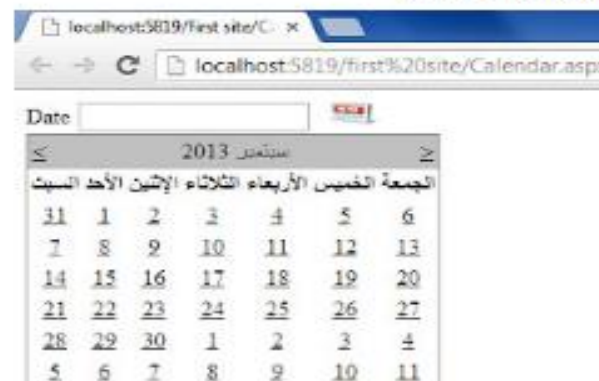 localhost:5819/First site/C
localhost:5819/first%20site/Calendar.asp
Date
< سبتمبر 2013 >
السبت الأحد الإثنين الثلاثاء الأربعاء الخميس الجمعة
31 1 2 3 4 5 6
7 8 9 10 11 12 13
14 15 16 17 18 19 20
21 22 23 24 25 26 27
28 29 30 1 2 3 4
5 6 7 8 9 10 11